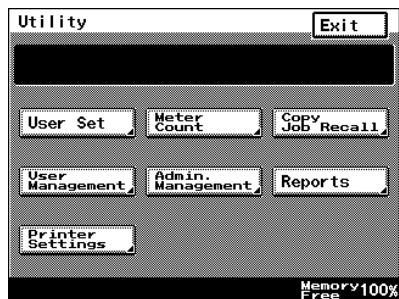 Utility
Exit
User Set
Meter
Count
Copy
Job Recall
User
Management
Admin.
Management
Reports
Printer
Settings
Memory 100%
Free